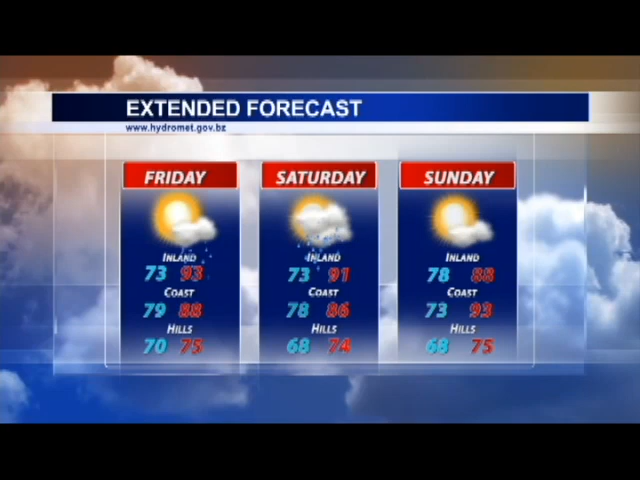 EXTENDED FORECAST
www.hydromet.gov.bz
FRIDAY
INLAND
73 93
COAST
79 88
HILLS
70 75
SATURDAY
INLAND
73 91
COAST
78 86
HILLS
68 74
SUNDAY
INLAND
78 88
COAST
73 93
HILLS
68 75